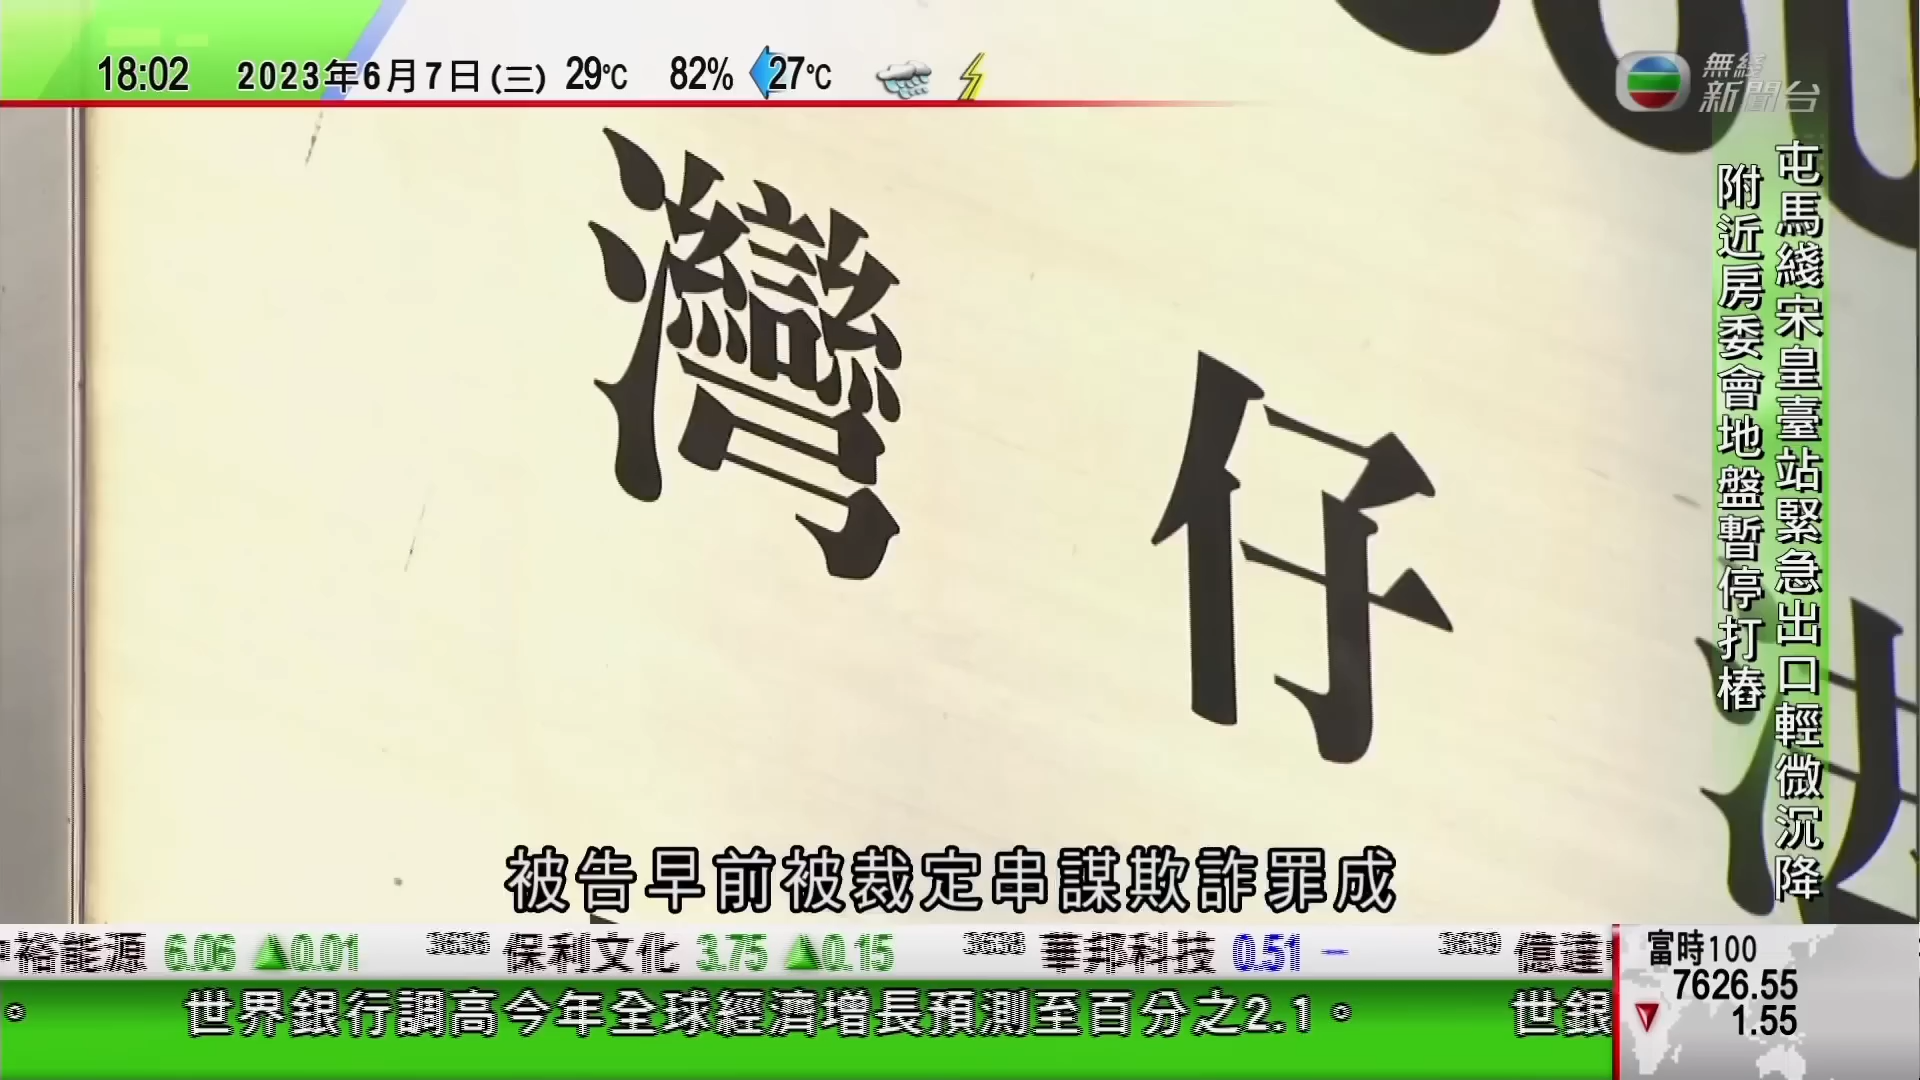 18:02 2023年6月7日(三) 29°C 82% 27°C
無綫
新聞台
屯馬綫宋皇臺站緊急出口輕微沉降
附近房委會地盤暫停打樁
灣仔
被告早前被裁定串謀欺詐罪成
裕能源 6.06 ▲0.01 3636 保利文化 3.75 ▲0.15 3638 華邦科技 0.51 – 3639 億達
富時100
7626.55
▼ 1.55
。 世界銀行調高今年全球經濟增長預測至百分之2.1。 世銀